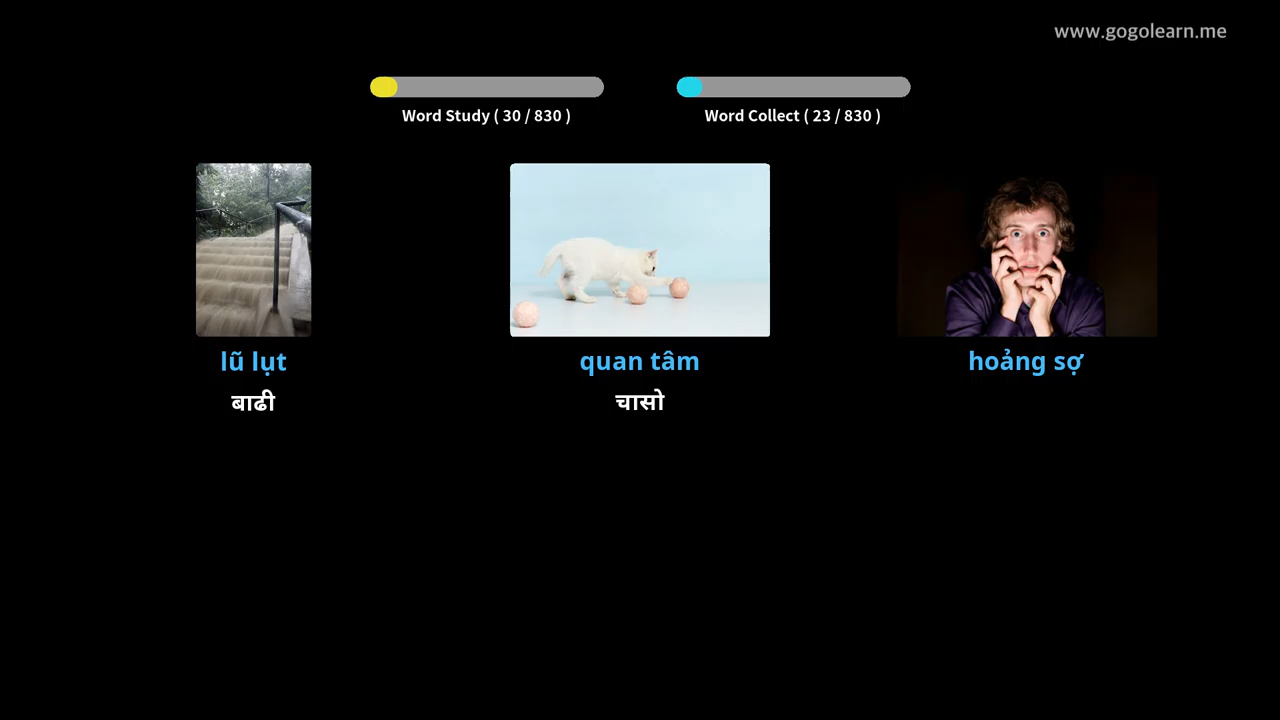 www.gogolearn.me
Word Study ( 30 / 830 )
Word Collect ( 23 / 830 )
lũ lụt
quan tâm
hoảng sợ
बाढी
चासो